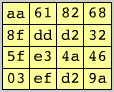 aa 61 82 68
8f dd d2 32
5f e3 4a 46
03 ef d2 9a